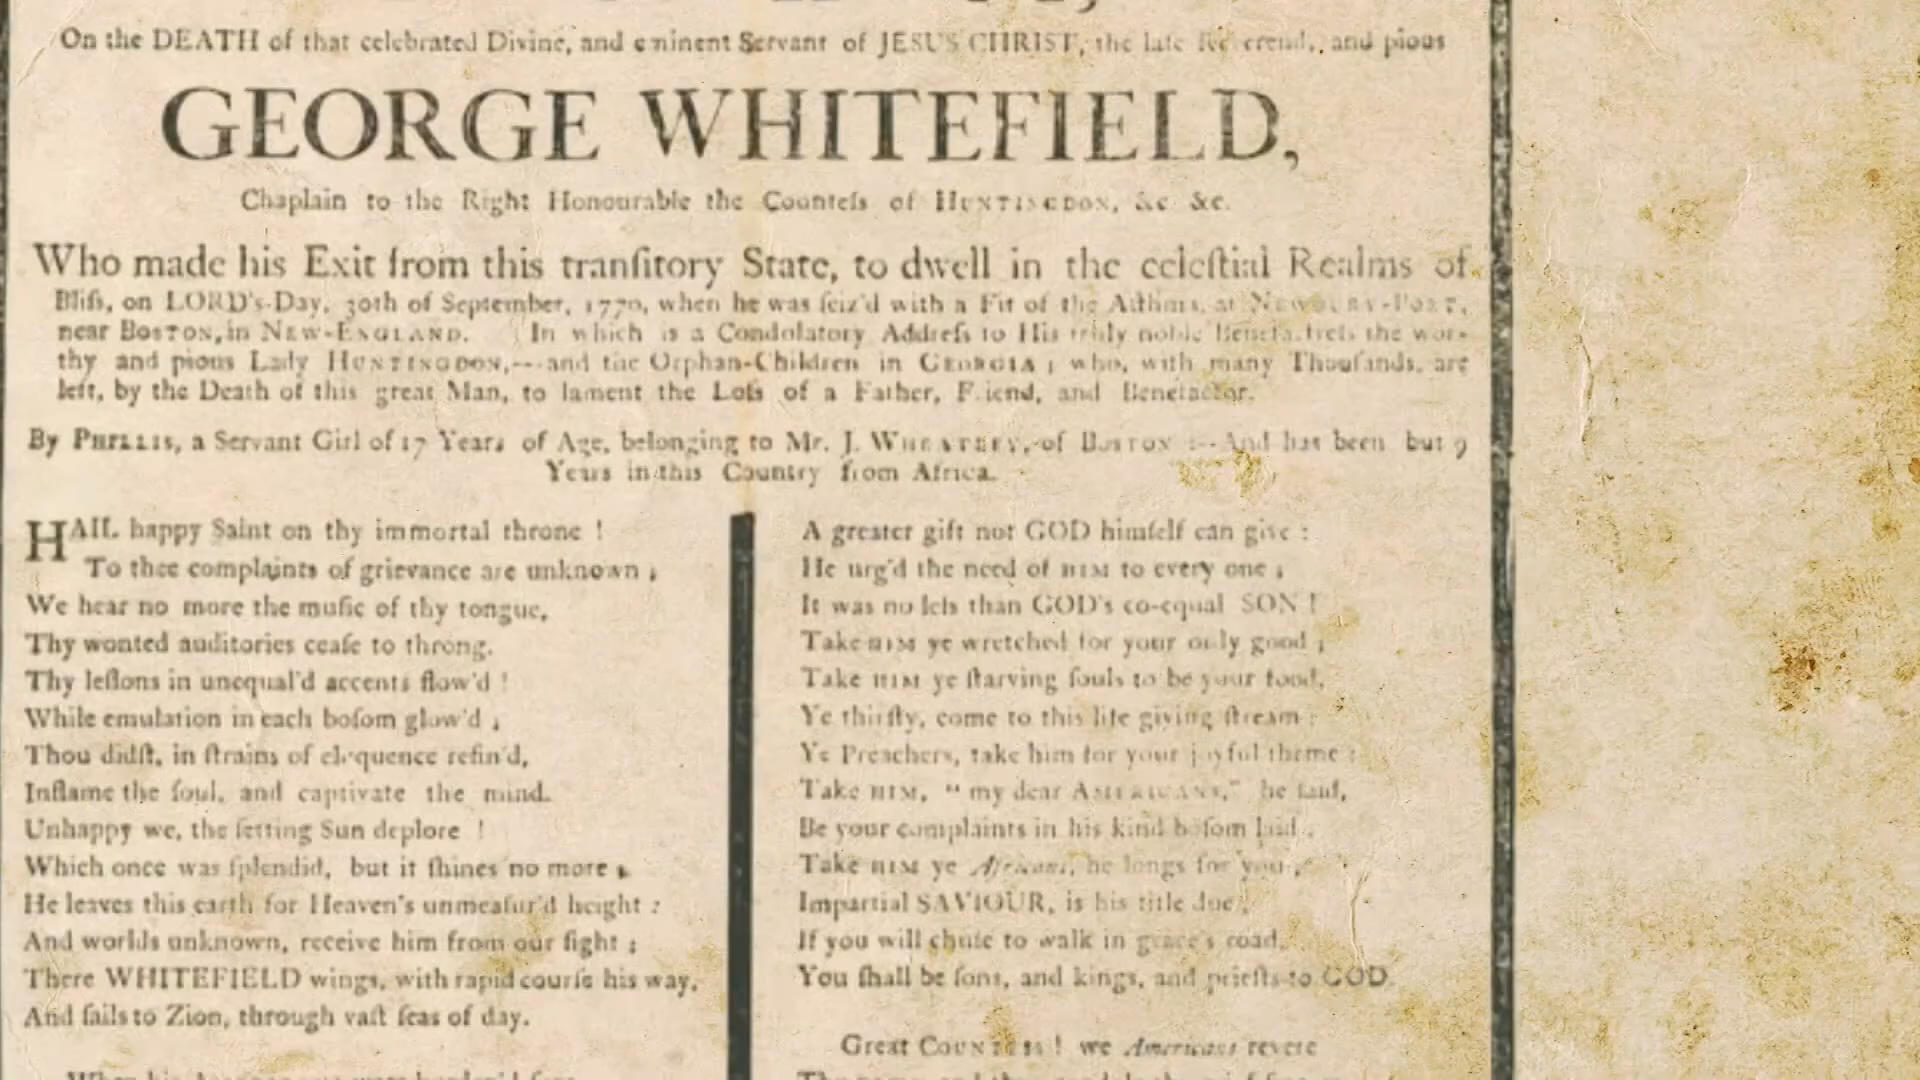 On the DEATH of that celebrated Divine, and eminent Servant of JESUS CHRIST, the late Reverend, and pious
GEORGE WHITEFIELD,
Chaplain to the Right Honourable the Counteſs of HUNTINGDON, &c &c.
Who made his Exit from this tranſitory State, to dwell in the celeſtial Realms of
Bliſs, on LORD's-Day, 30th of September, 1770, when he was ſeiz'd with a Fit of the Aſthma, at NEWBURY-PORT,
near BOSTON, in NEW-ENGLAND. In which is a Condolatory Addreſs to His truly noble Benefactreſs the wor-
thy and pious Lady HUNTINGDON,---and the Orphan-Children in GEORGIA; who, with many Thouſands, are
left, by the Death of this great Man, to lament the Loſs of a Father, Friend, and Benefactor.
By PHILLIS, a Servant Girl of 17 Years of Age, belonging to Mr. J. WHEATLEY, of BOSTON :--And has been but 9
Years in this Country from Africa.
HAIL happy Saint on thy immortal throne !
To thee complaints of grievance are unknown ;
We hear no more the muſic of thy tongue,
Thy wonted auditories ceaſe to throng.
Thy leſſons in unequal'd accents flow'd !
While emulation in each boſom glow'd ;
Thou didſt, in ſtrains of eloquence refin'd,
Inflame the ſoul, and captivate the mind.
Unhappy we, the ſetting Sun deplore !
Which once was ſplendid, but it ſhines no more ;
He leaves this earth for Heaven's unmeaſur'd height :
And worlds unknown, receive him from our ſight ;
There WHITEFIELD wings, with rapid courſe his way,
And ſails to Zion, through vaſt ſeas of day.
A greater gift not GOD himſelf can give :
He urg'd the need of HIM to every one ;
It was no leſs than GOD's co-equal SON !
Take HIM ye wretched for your only good ;
Take HIM ye ſtarving ſouls to be your food.
Ye thirſty, come to this life giving ſtream :
Ye Preachers, take him for your joyful theme :
Take HIM, “ my dear AMERICANS,” he ſaid,
Be your complaints in his kind boſom laid :
Take HIM ye Africans, he longs for you ;
Impartial SAVIOUR, is his title due ;
If you will chuſe to walk in grace's road,
You ſhall be ſons, and kings, and prieſts to GOD.
Great COUNTESS ! we Americans revere